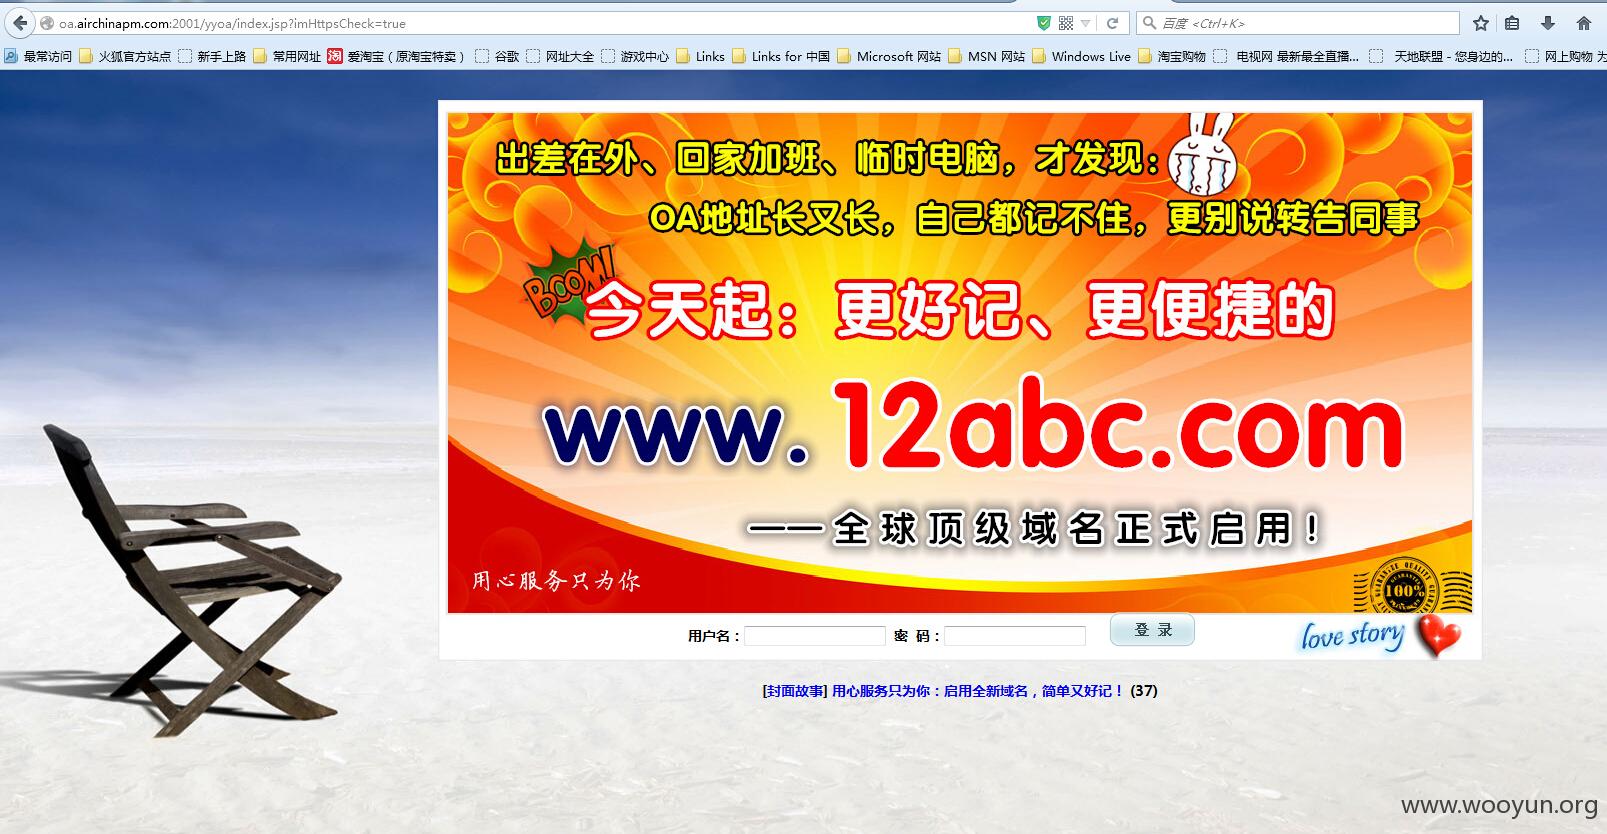 oa.airchinapm.com:2001/yyoa/index.jsp?imHttpsCheck=true
百度 <Ctrl+K>
最常访问 火狐官方站点 新手上路 常用网址 爱淘宝（原淘宝特卖） 谷歌 网址大全 游戏中心 Links Links for 中国 Microsoft 网站 MSN 网站 Windows Live 淘宝购物 电视网 最新最全直播... 天地联盟 - 您身边的... 网上购物 为
出差在外、回家加班、临时电脑，才发现：
OA地址长又长，自己都记不住，更别说转告同事
BOOM!
今天起：更好记、更便捷的
www.12abc.com
——全球顶级域名正式启用！
用心服务只为你
100%
用户名： 密 码： 登 录
love story
[封面故事] 用心服务只为你：启用全新域名，简单又好记！ (37)
www.wooyun.org